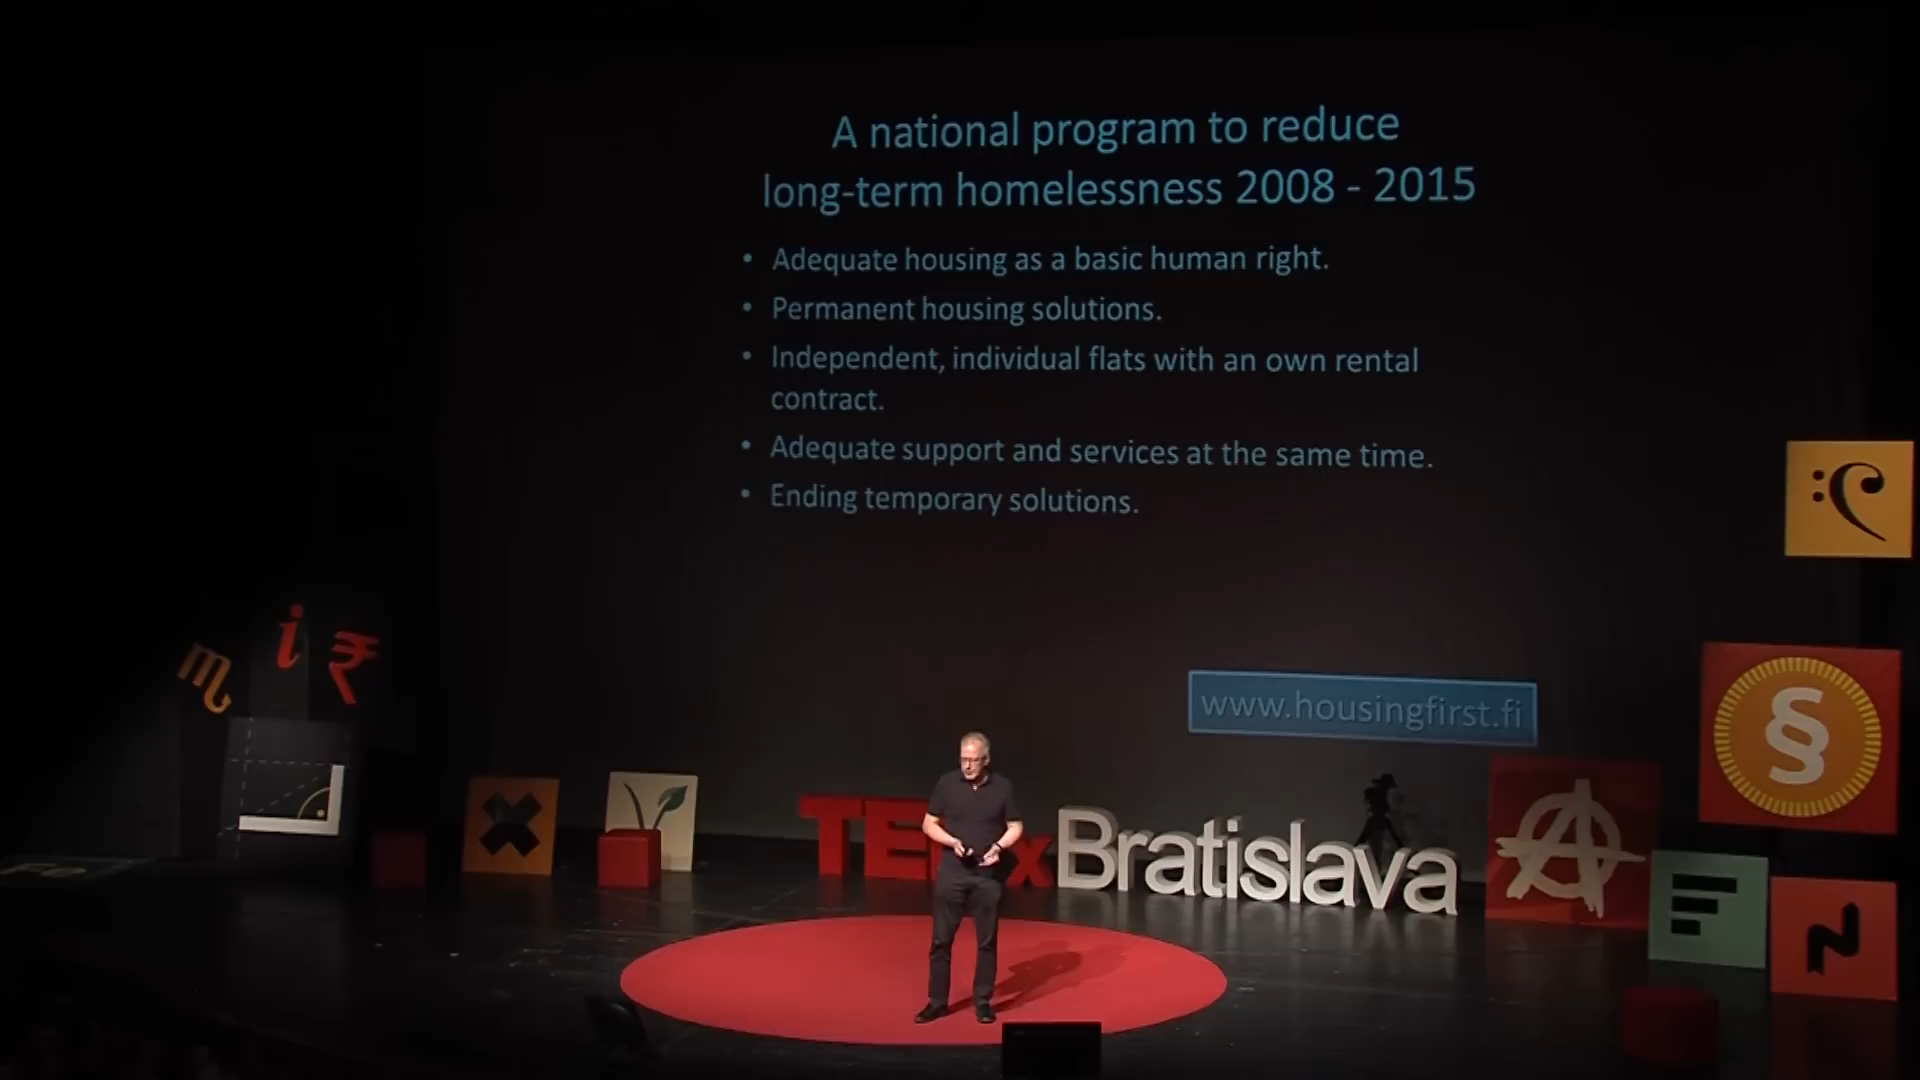 A national program to reduce
long-term homelessness 2008 - 2015
• Adequate housing as a basic human right.
• Permanent housing solutions.
• Independent, individual flats with an own rental
contract.
• Adequate support and services at the same time.
• Ending temporary solutions.
www.housingfirst.fi
i ₹
§
TEDxBratislava